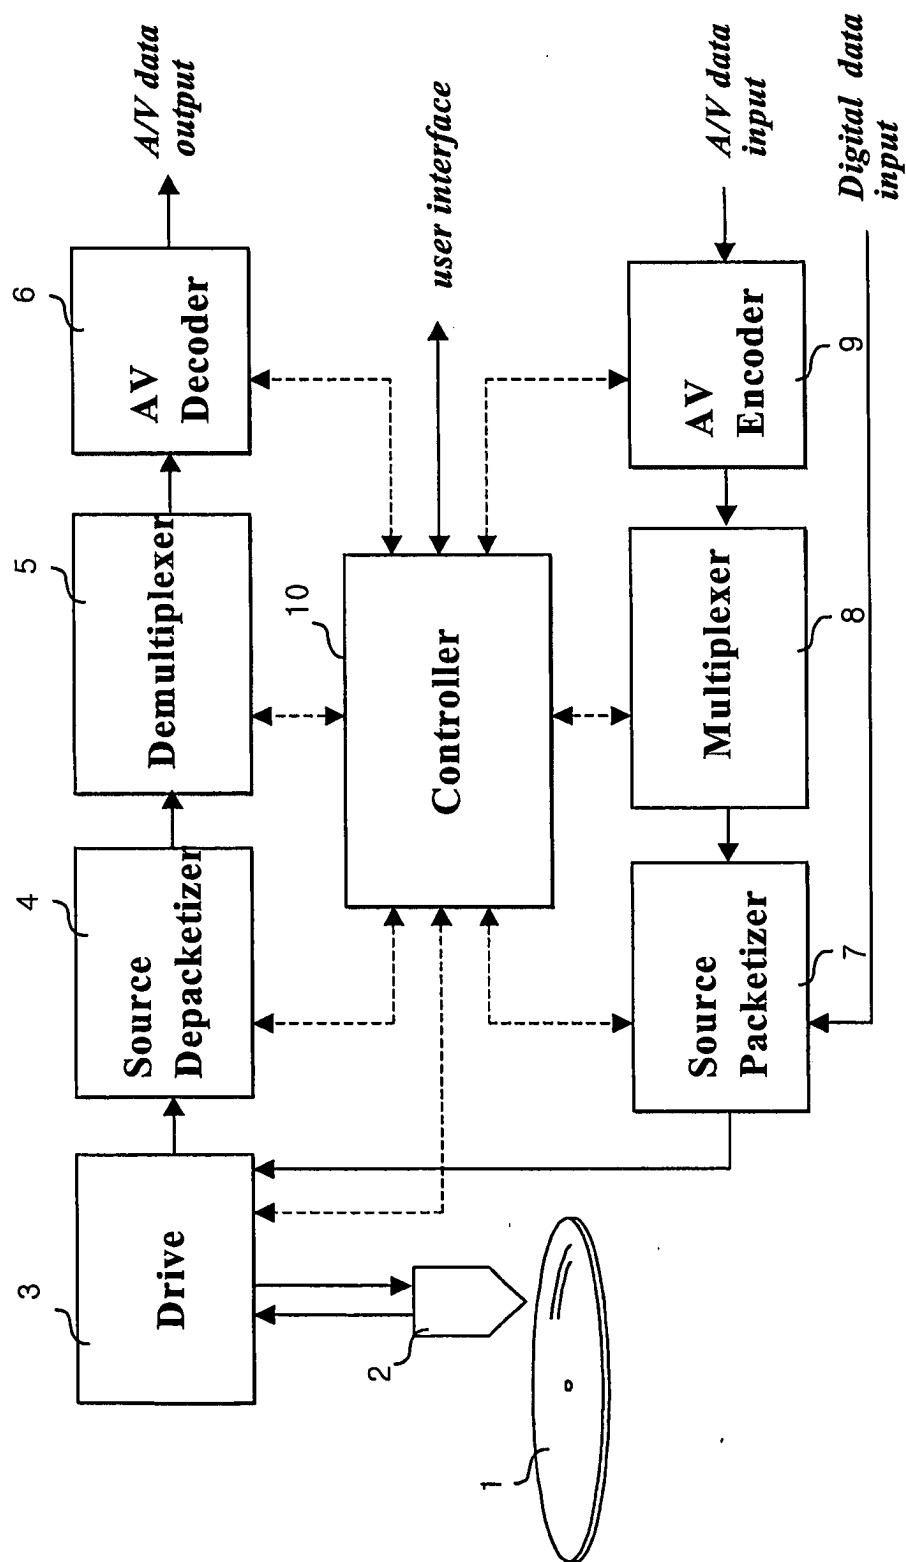 3
Drive
4
Source
Depacketizer
5
Demultiplexer
6
AV
Decoder
A/V data
output
10
Controller
user interface
2
1
7
Source
Packetizer
8
Multiplexer
9
AV
Encoder
A/V data
input
Digital data
input